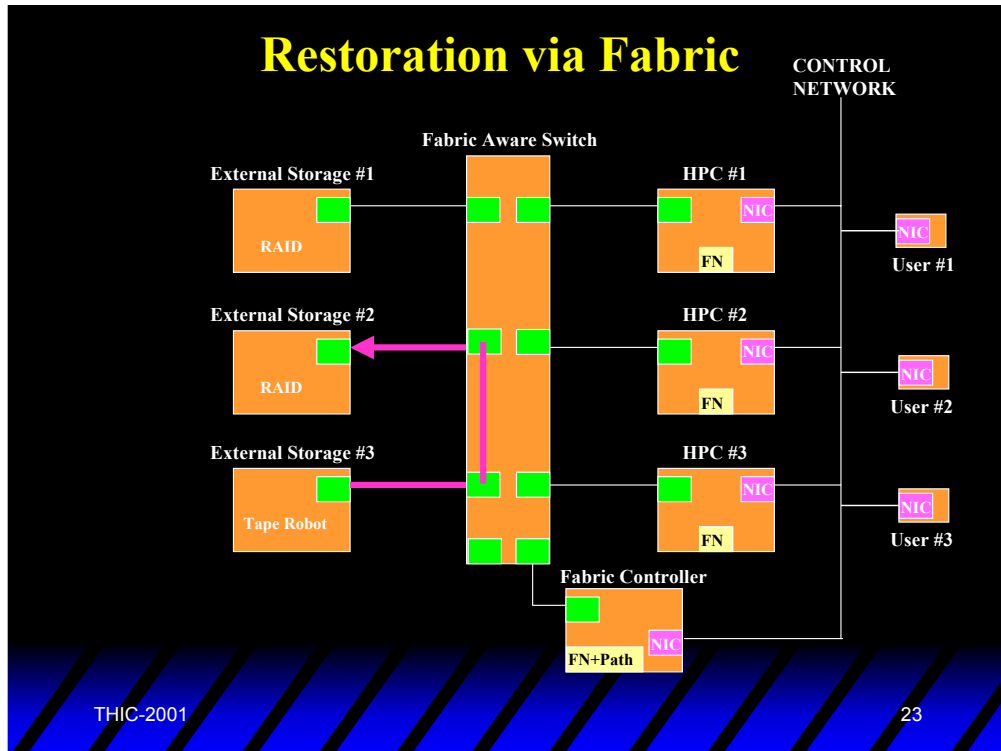 Restoration via Fabric
CONTROL
NETWORK
Fabric Aware Switch
External Storage #1
HPC #1
NIC
RAID
FN
NIC
User #1
External Storage #2
HPC #2
NIC
RAID
FN
NIC
User #2
External Storage #3
HPC #3
NIC
Tape Robot
FN
NIC
User #3
Fabric Controller
NIC
FN+Path
THIC-2001
23